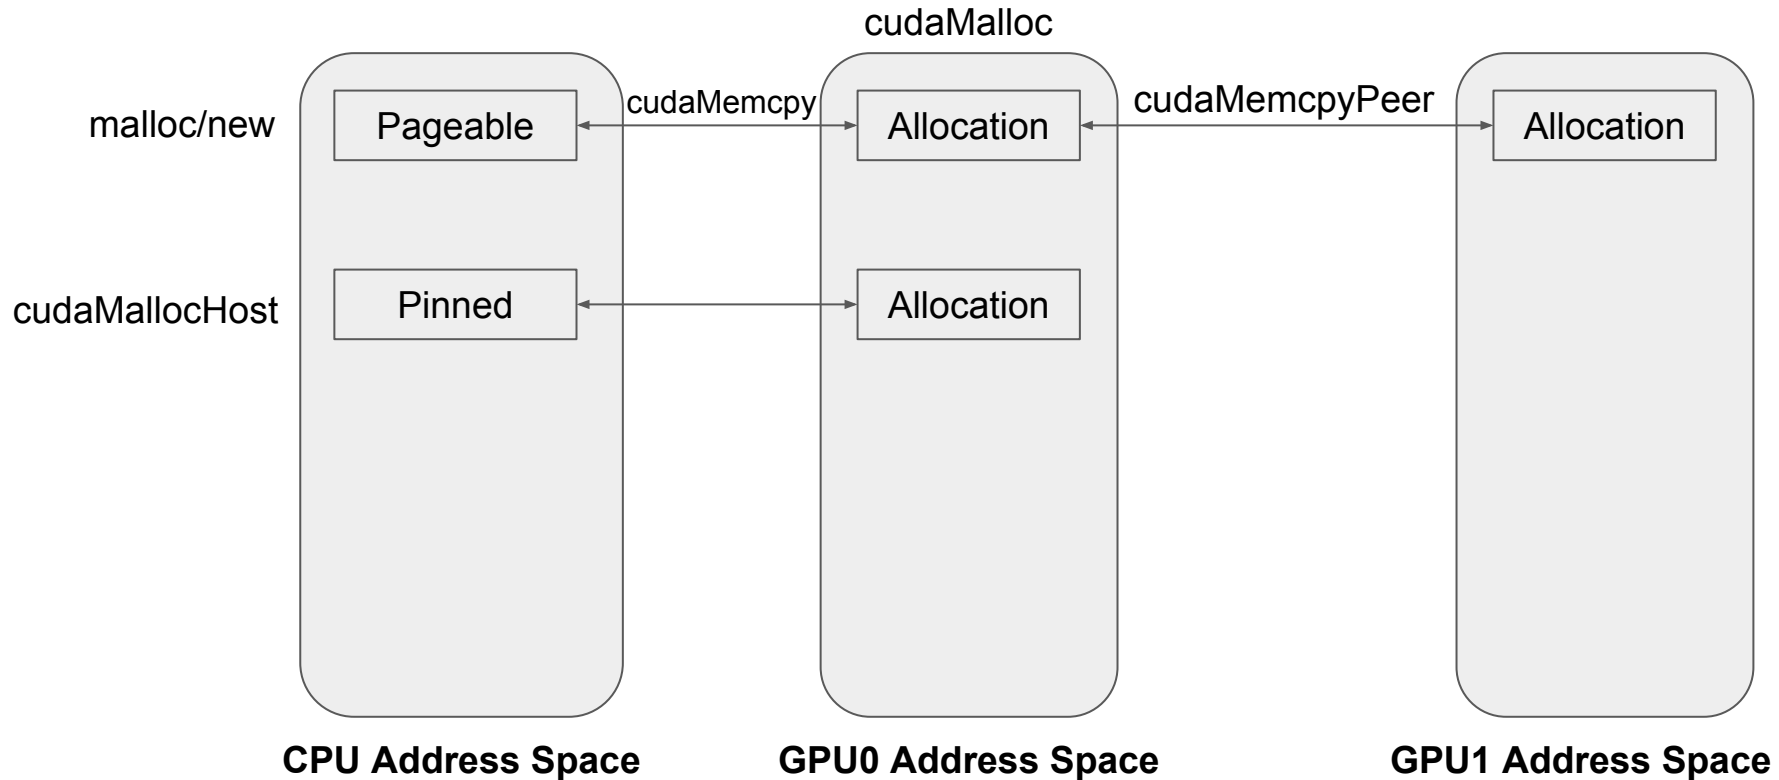 cudaMalloc
malloc/new
Pageable
cudaMemcpy
Allocation
cudaMemcpyPeer
Allocation
cudaMallocHost
Pinned
Allocation
CPU Address Space
GPU0 Address Space
GPU1 Address Space